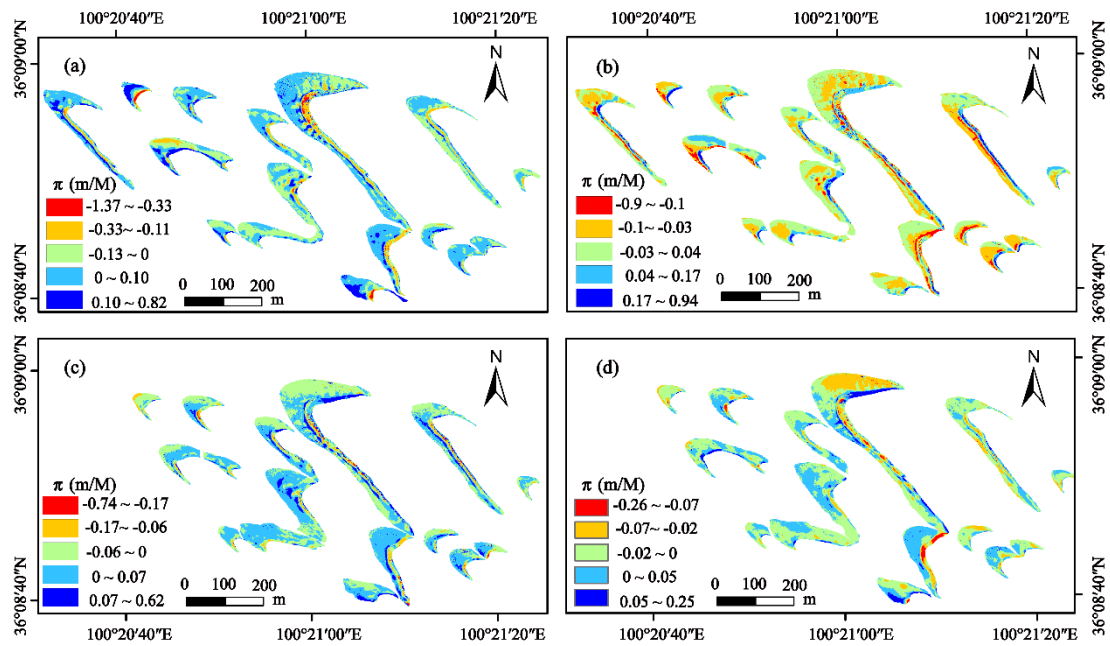 100°20′40″E 100°21′00″E 100°21′20″E 100°20′40″E 100°21′00″E 100°21′20″E
36°09′00″N
(a)
N
π (m/M)
-1.37 ~ -0.33
-0.33~ -0.11
-0.13 ~ 0
0 ~ 0.10
0.10 ~ 0.82
0 100 200
m
36°08′40″N
(b)
N
36°09′00″N
π (m/M)
-0.9 ~ -0.1
-0.1 ~ -0.03
-0.03 ~ 0.04
0.04 ~ 0.17
0.17 ~ 0.94
0 100 200
m
36°08′40″N
36°09′00″N
(c)
N
π (m/M)
-0.74 ~ -0.17
-0.17~ -0.06
-0.06 ~ 0
0 ~ 0.07
0.07 ~ 0.62
0 100 200
m
36°08′40″N
(d)
N
36°09′00″N
π (m/M)
-0.26 ~ -0.07
-0.07 ~ -0.02
-0.02 ~ 0
0 ~ 0.05
0.05 ~ 0.25
0 100 200
m
36°08′40″N
100°20′40″E 100°21′00″E 100°21′20″E 100°20′40″E 100°21′00″E 100°21′20″E